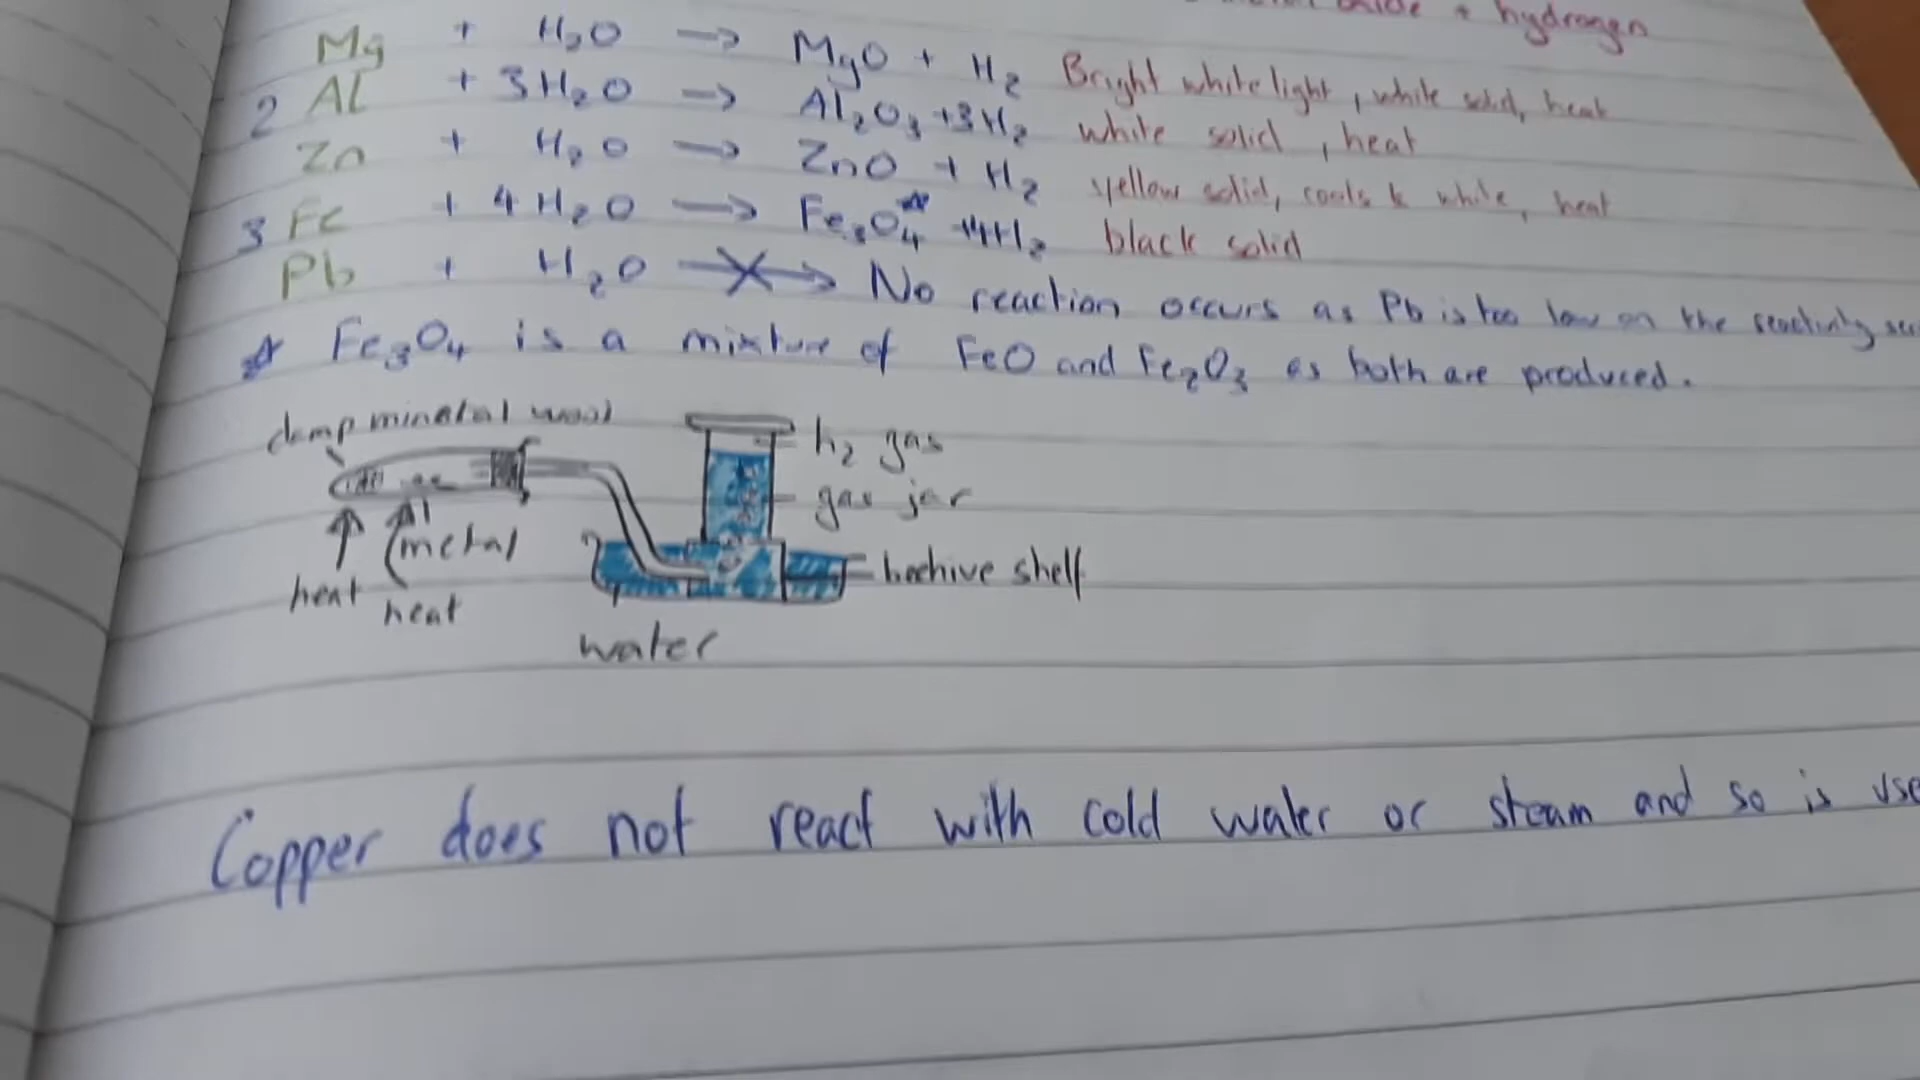 oxide + hydrogen
Mg + H₂O → MgO + H₂ Bright white light, white solid, heat
2 Al + 3H₂O → Al₂O₃ + 3H₂ white solid, heat
Zn + H₂O → ZnO + H₂ yellow solid, cools to white, heat
3 Fe + 4H₂O → Fe₃O₄* + 4H₂ black solid
Pb + H₂O → No reaction occurs as Pb is too low on the reactivity
* Fe₃O₄ is a mixture of FeO and Fe₂O₃ as both are produced.
damp mineral wool
h₂ gas
gas jar
metal
heat
heat
beehive shelf
water
Copper does not react with cold water or steam and so is